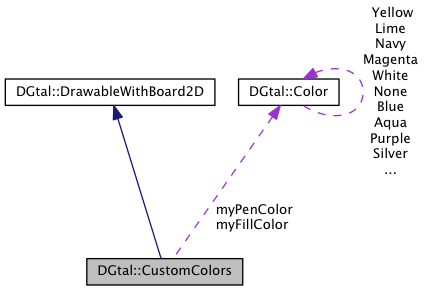 Yellow
Lime
Navy
Magenta
White
None
Blue
Aqua
Purple
Silver
...
DGtal::DrawableWithBoard2D
DGtal::Color
myPenColor
myFillColor
DGtal::CustomColors